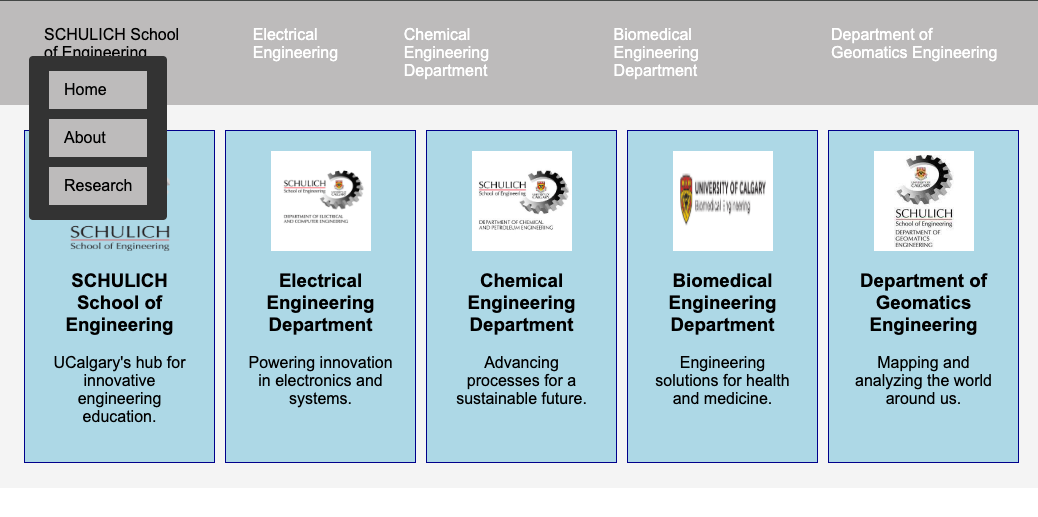 SCHULICH School
of Engineering
Electrical
Engineering
Chemical
Engineering
Department
Biomedical
Engineering
Department
Department of
Geomatics Engineering
Home
About
Research
SCHULICH
School of Engineering
SCHULICH
School of Engineering
DEPARTMENT OF ELECTRICAL
AND COMPUTER ENGINEERING
SCHULICH
School of Engineering
DEPARTMENT OF CHEMICAL
AND PETROLEUM ENGINEERING
UNIVERSITY OF CALGARY
Biomedical Engineering
SCHULICH
School of Engineering
DEPARTMENT OF
GEOMATICS
ENGINEERING
SCHULICH
School of
Engineering
UCalgary's hub for
innovative
engineering
education.
Electrical
Engineering
Department
Powering innovation
in electronics and
systems.
Chemical
Engineering
Department
Advancing
processes for a
sustainable future.
Biomedical
Engineering
Department
Engineering
solutions for health
and medicine.
Department of
Geomatics
Engineering
Mapping and
analyzing the world
around us.